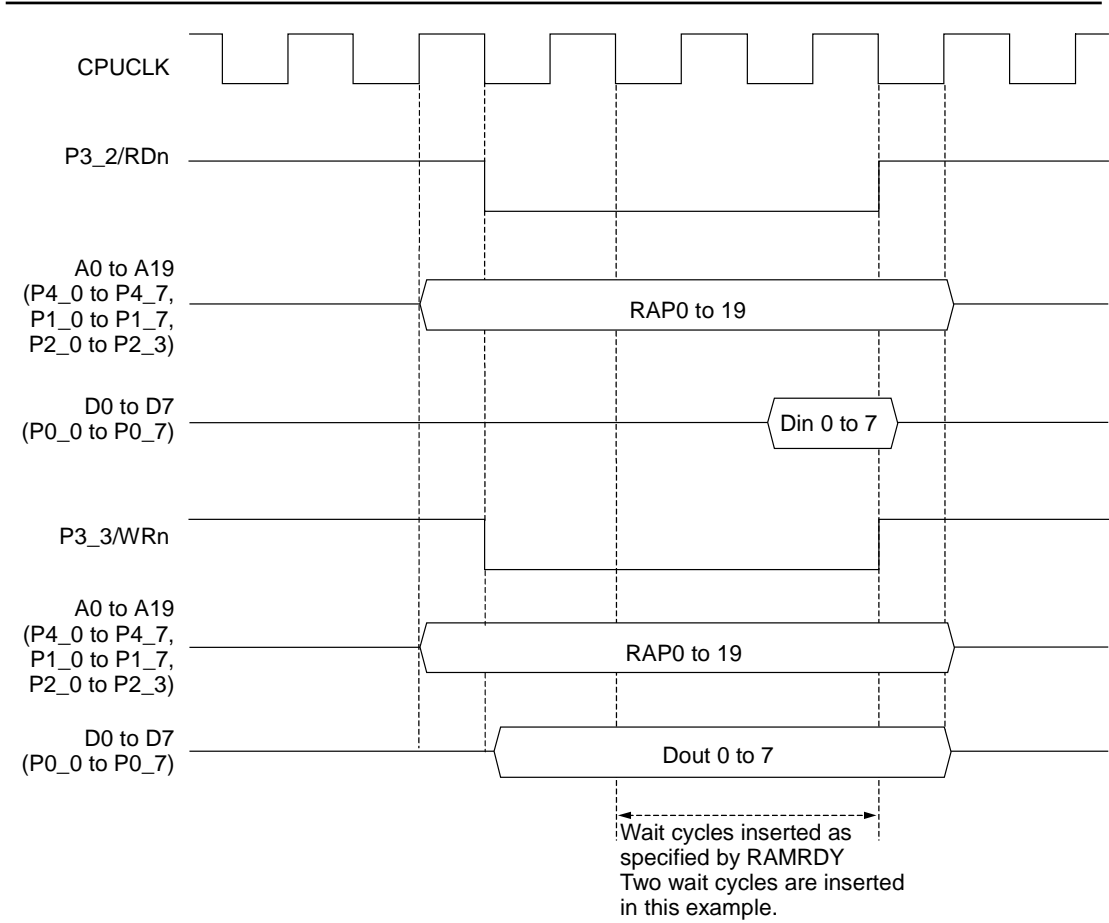 CPUCLK
P3_2/RDn
A0 to A19
(P4_0 to P4_7,
P1_0 to P1_7,
P2_0 to P2_3)
RAP0 to 19
D0 to D7
(P0_0 to P0_7)
Din 0 to 7
P3_3/WRn
A0 to A19
(P4_0 to P4_7,
P1_0 to P1_7,
P2_0 to P2_3)
RAP0 to 19
D0 to D7
(P0_0 to P0_7)
Dout 0 to 7
Wait cycles inserted as
specified by RAMRDY
Two wait cycles are inserted
in this example.